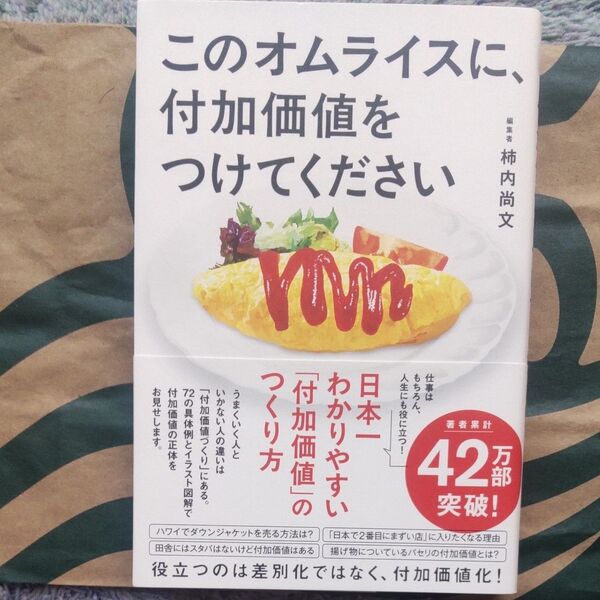 このオムライスに、
付加価値を
つけてください
編集者 柿内尚文
仕事は
もちろん、
人生にも役に立つ!
日本一
わかりやすい
「付加価値」の
つくり方
うまくいく人と
いかない人の違いは
「付加価値づくり」にある。
72の具体例とイラスト図解で
付加価値の正体を
お見せします。
著者累計
42万部
突破!
ハワイでダウンジャケットを売る方法は?
「日本で2番目にまずい店」に入りたくなる理由
田舎にはスタバはないけど付加価値はある
揚げ物についているパセリの付加価値とは?
役立つのは差別化ではなく、付加価値化!